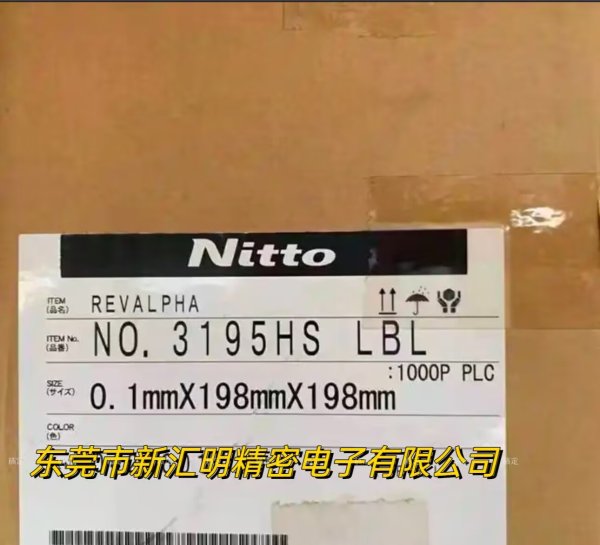 Nitto
ITEM
(品名)
REVALPHA
ITEM No.
(品番)
NO. 3195HS LBL
:1000P PLC
SIZE
(サイズ)
0.1mmX198mmX198mm
COLOR
(色)
东莞市新汇明精密电子有限公司